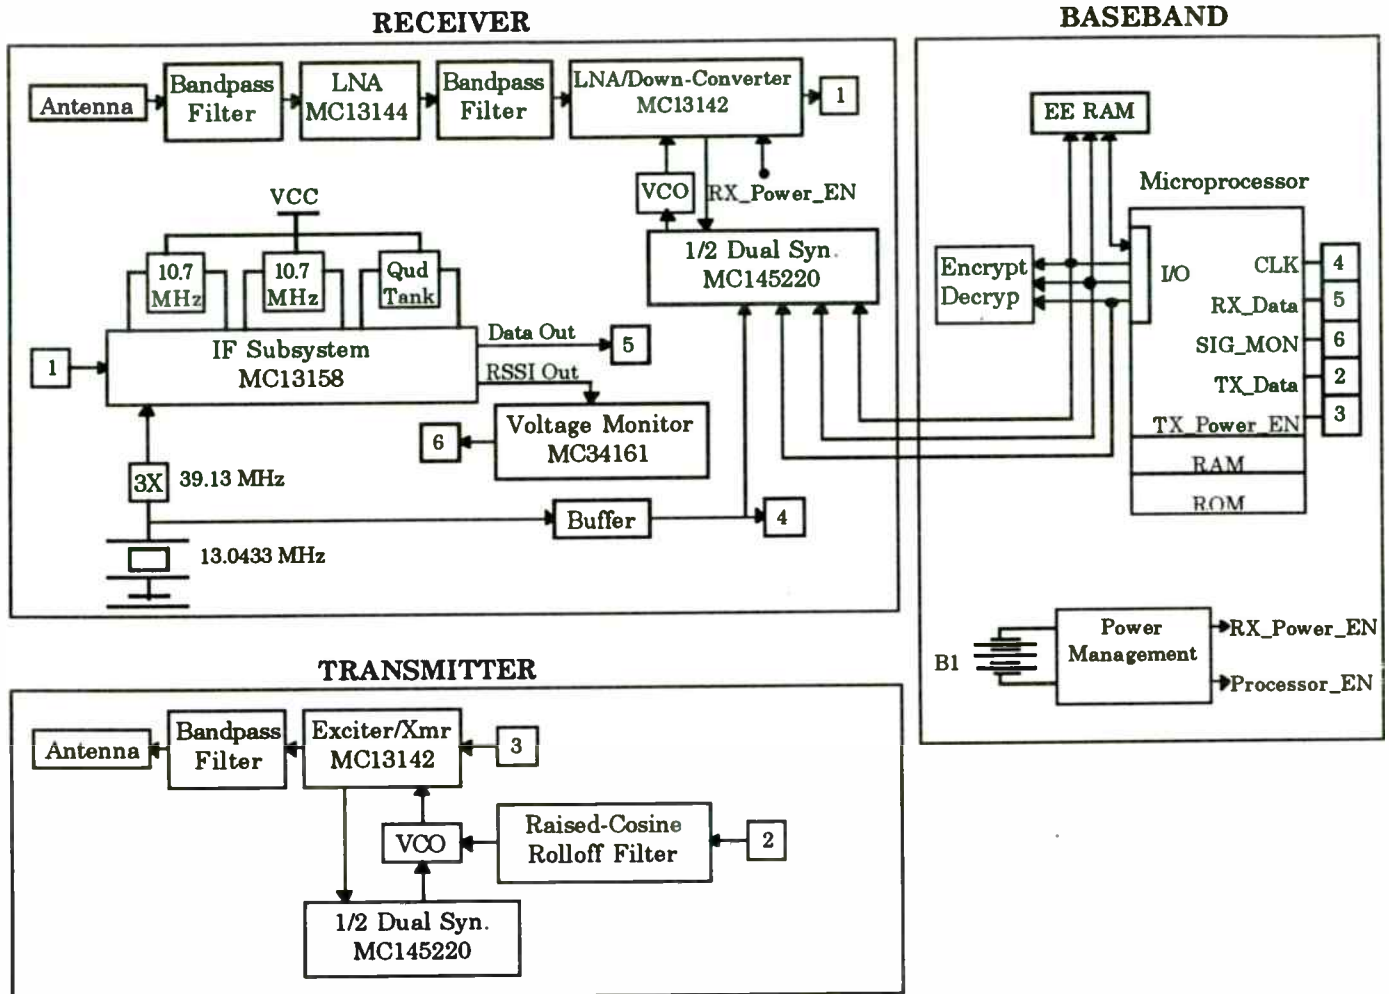 RECEIVER
Antenna
Bandpass
Filter
LNA
MC13144
Bandpass
Filter
LNA/Down-Converter
MC13142
1
VCO
RX_Power_EN
1/2 Dual Syn.
MC145220
VCC
10.7
MHz
10.7
MHz
Qud
Tank
1
IF Subsystem
MC13158
Data Out
5
RSSI Out
Voltage Monitor
MC34161
6
3X
39.13 MHz
Buffer
4
13.0433 MHz
BASEBAND
EE RAM
Microprocessor
Encrypt
Decryp
I/O
CLK
4
RX_Data
5
SIG_MON
6
TX_Data
2
TX_Power_EN
3
RAM
ROM
B1
Power
Management
RX_Power_EN
Processor_EN
TRANSMITTER
Antenna
Bandpass
Filter
Exciter/Xmr
MC13142
3
VCO
Raised-Cosine
Rolloff Filter
2
1/2 Dual Syn.
MC145220